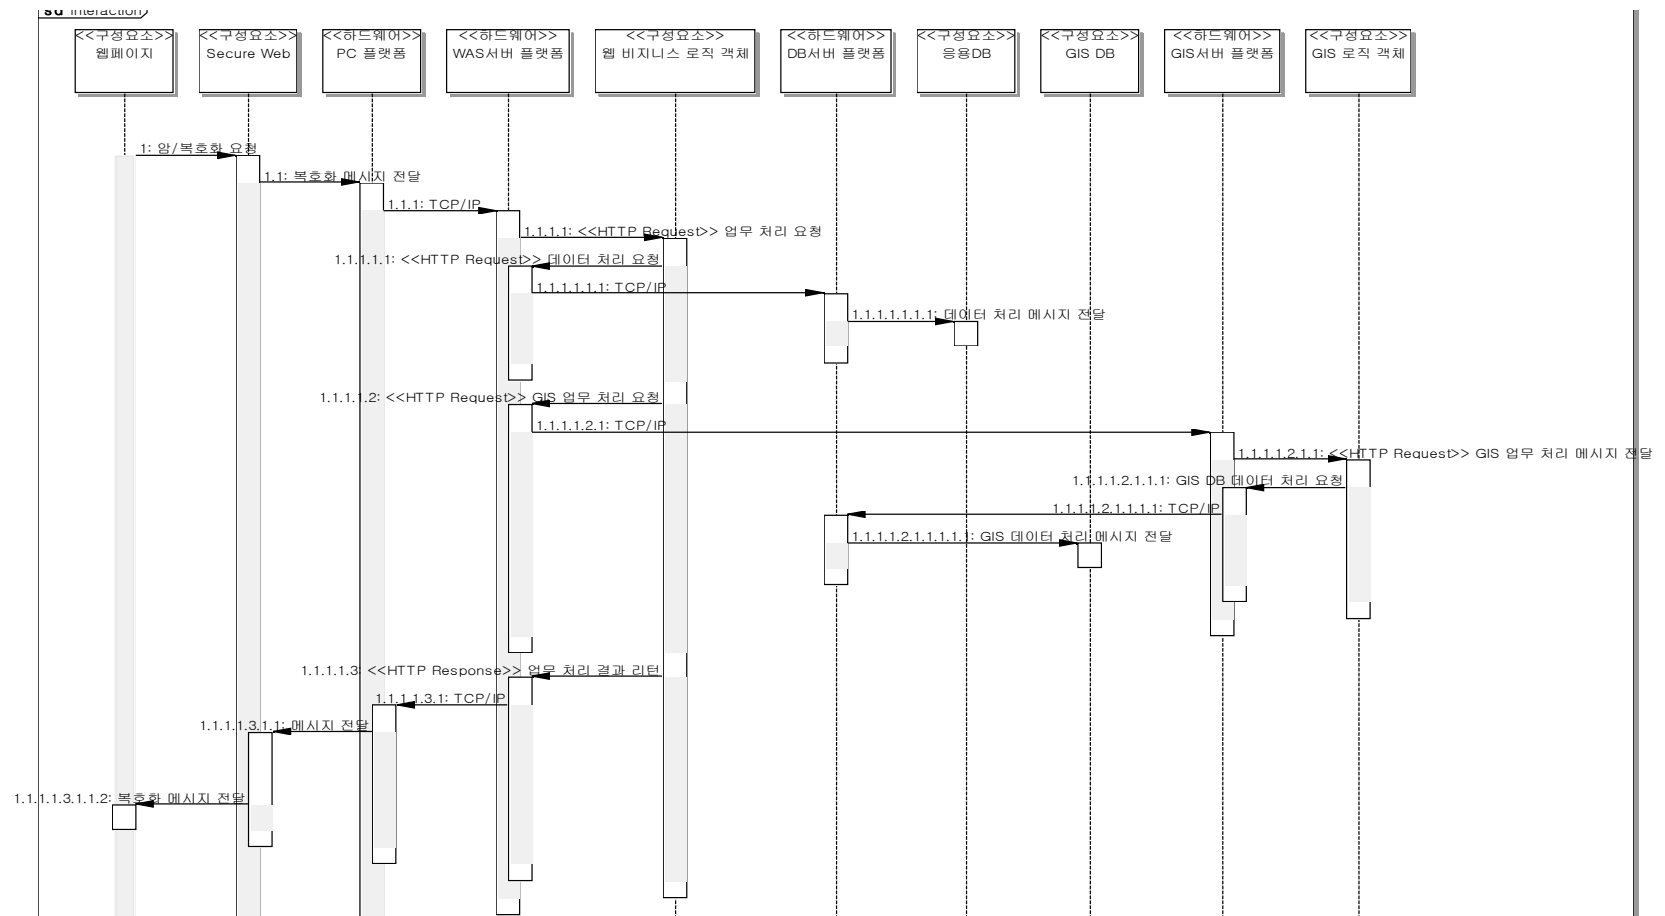 sd interaction
<<구성요소>>
웹페이지
<<구성요소>>
Secure Web
<<하드웨어>>
PC 플랫폼
<<하드웨어>>
WAS서버 플랫폼
<<구성요소>>
웹 비지니스 로직 객체
<<하드웨어>>
DB서버 플랫폼
<<구성요소>>
응용DB
<<구성요소>>
GIS DB
<<하드웨어>>
GIS서버 플랫폼
<<구성요소>>
GIS 로직 객체
1: 암/복호화 요청
1.1: 복호화 메시지 전달
1.1.1: TCP/IP
1.1.1.1: <<HTTP Request>> 업무 처리 요청
1.1.1.1.1: <<HTTP Request>> 데이터 처리 요청
1.1.1.1.1.1: TCP/IP
1.1.1.1.1.1.1: 데이터 처리 메시지 전달
1.1.1.1.2: <<HTTP Request>> GIS 업무 처리 요청
1.1.1.1.2.1: TCP/IP
1.1.1.1.2.1.1: <<HTTP Request>> GIS 업무 처리 메시지 전달
1.1.1.1.2.1.1.1: GIS DB 데이터 처리 요청
1.1.1.1.2.1.1.1.1: TCP/IP
1.1.1.1.2.1.1.1.1.1: GIS 데이터 처리 메시지 전달
1.1.1.1.3: <<HTTP Response>> 업무 처리 결과 리턴
1.1.1.1.3.1: TCP/IP
1.1.1.1.3.1.1: 메시지 전달
1.1.1.1.3.1.1.2: 복호화 메시지 전달